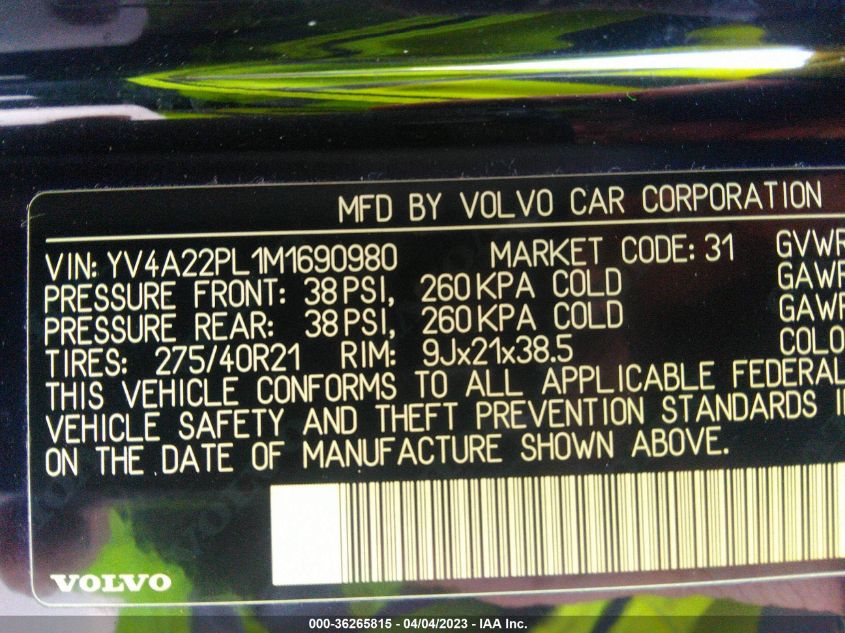 MFD BY VOLVO CAR CORPORATION
VIN: YV4A22PL1M1690980 MARKET CODE: 31 GVWR
PRESSURE FRONT: 38 PSI, 260 KPA COLD GAWR
PRESSURE REAR: 38 PSI, 260 KPA COLD GAWR
TIRES: 275/40R21 RIM: 9Jx21x38.5 COLO
THIS VEHICLE CONFORMS TO ALL APPLICABLE FEDERAL
VEHICLE SAFETY AND THEFT PREVENTION STANDARDS I
ON THE DATE OF MANUFACTURE SHOWN ABOVE.
VOLVO
000-36265815 - 04/04/2023 - IAA Inc.